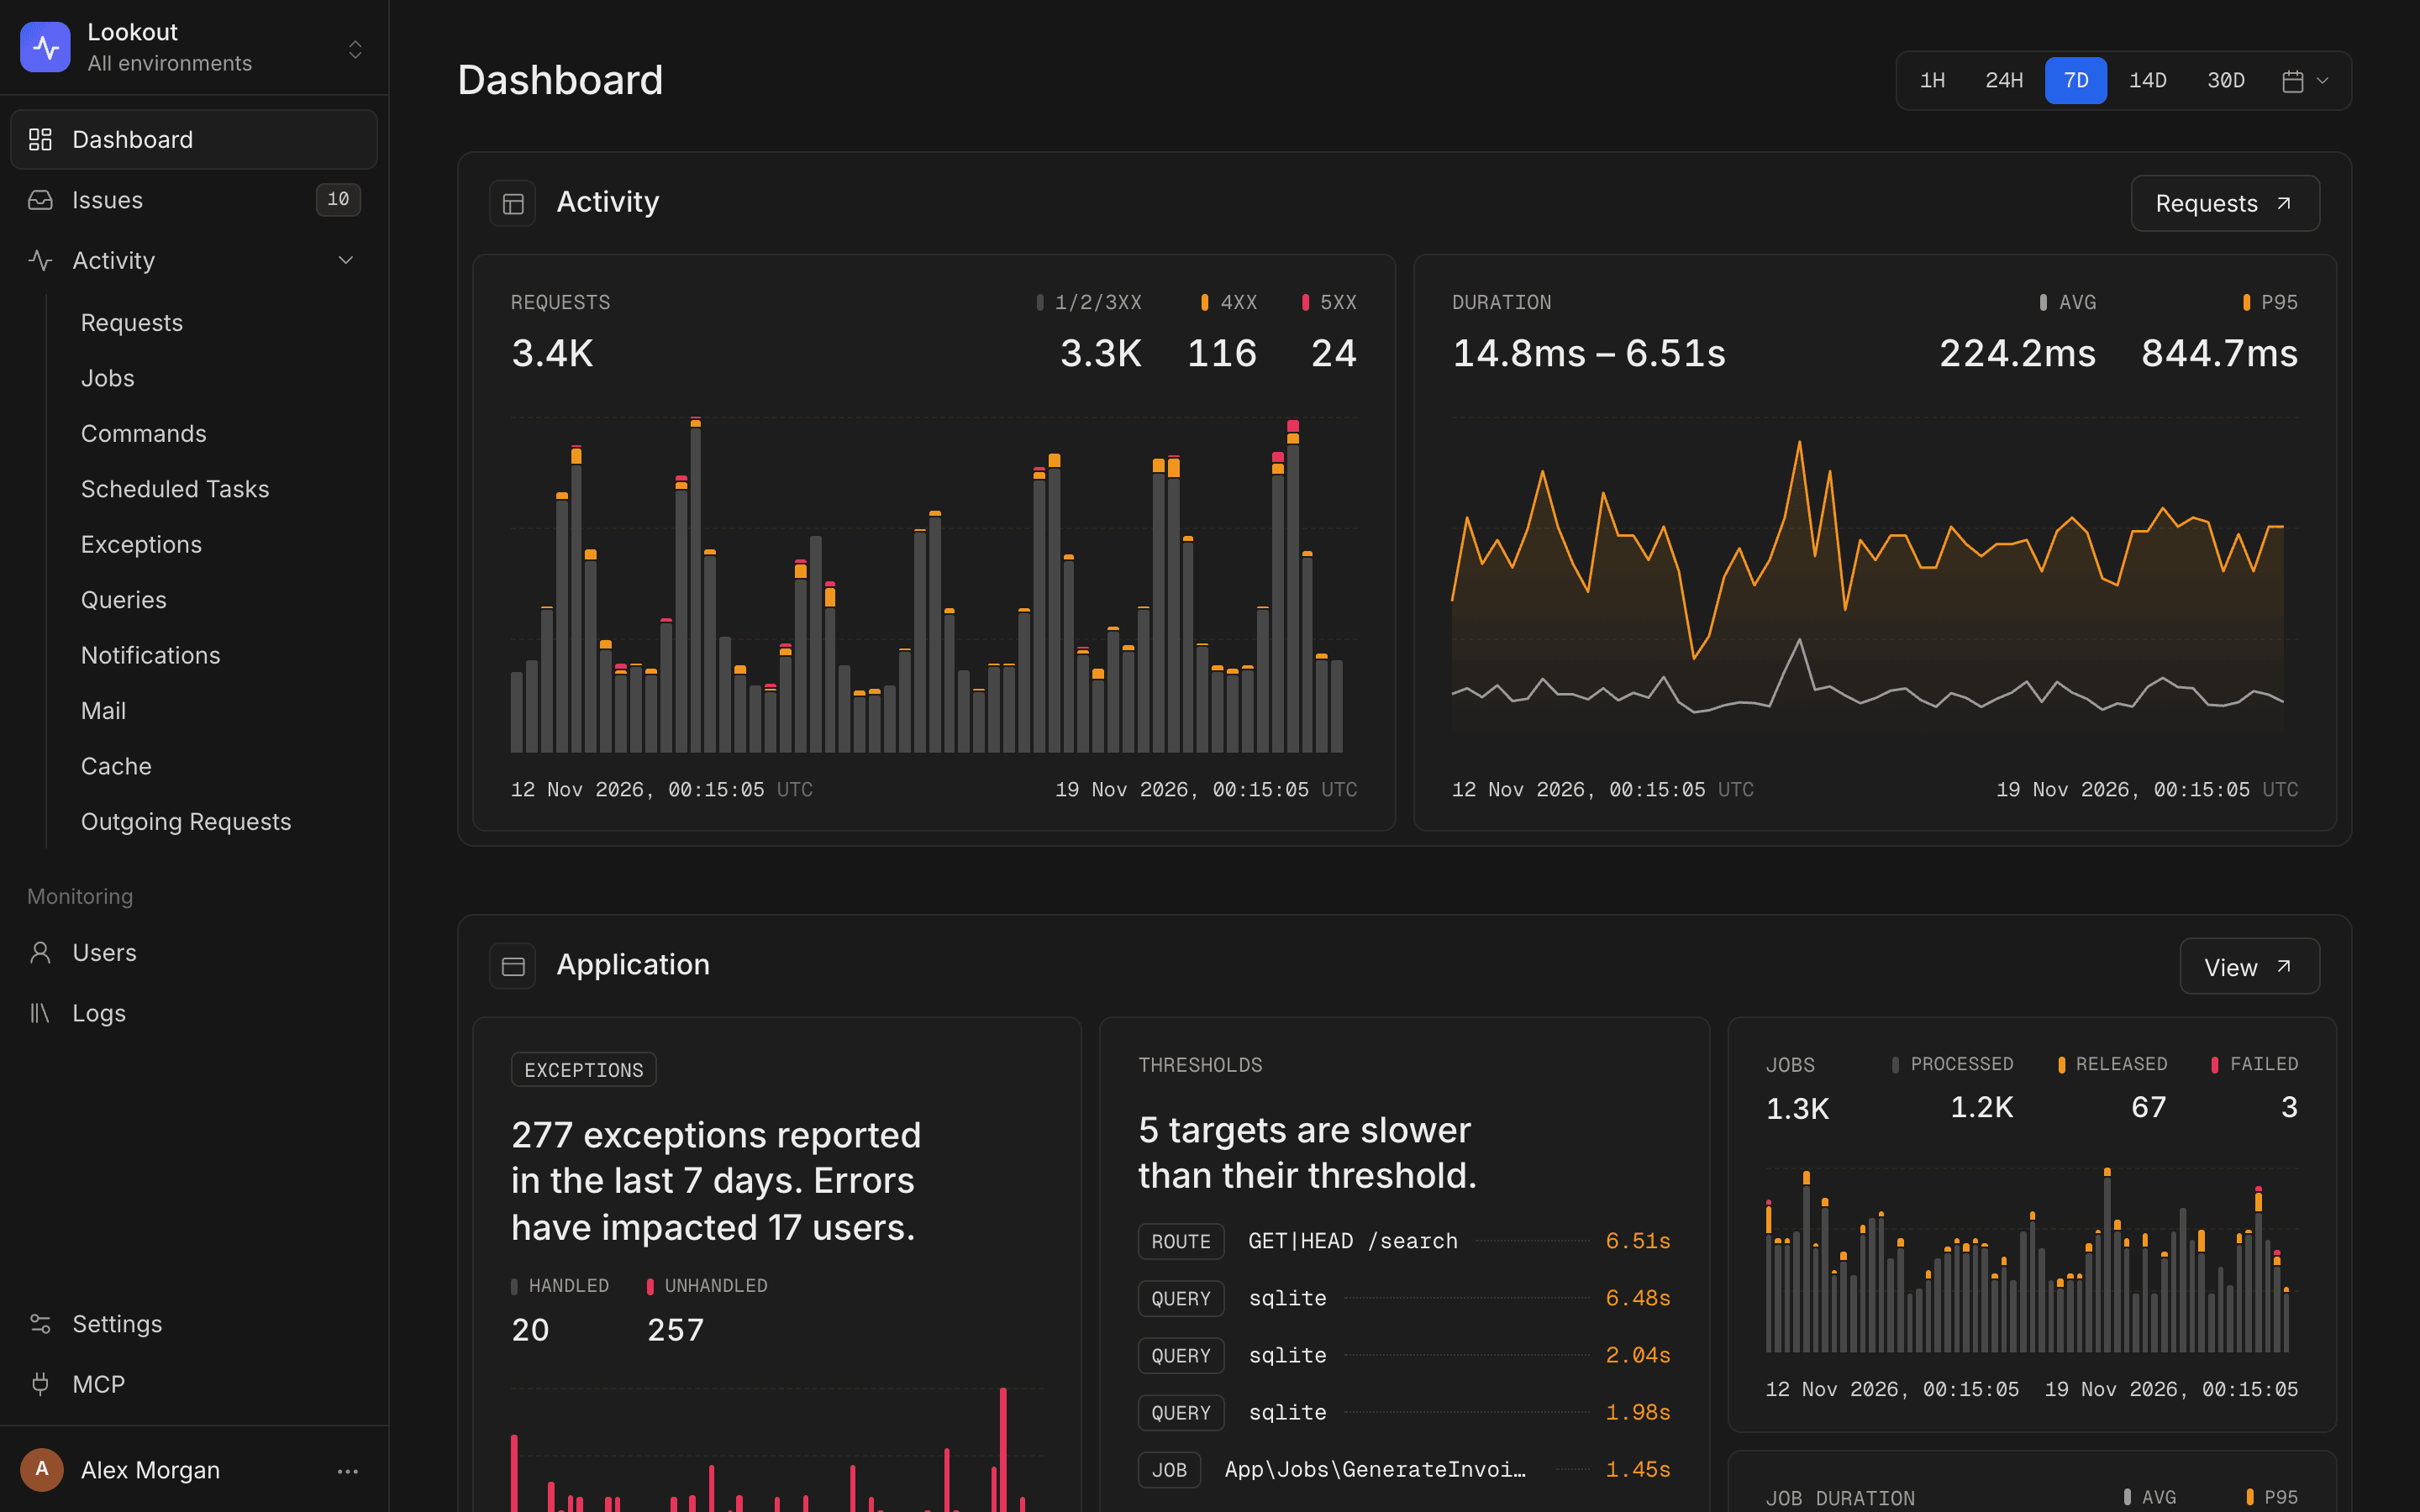 Lookout
All environments
Dashboard
Issues
10
Activity
Requests
Jobs
Commands
Scheduled Tasks
Exceptions
Queries
Notifications
Mail
Cache
Outgoing Requests
Monitoring
Users
Logs
Settings
MCP
A
Alex Morgan
Dashboard
1H 24H 7D 14D 30D
Activity
Requests
REQUESTS
3.4K
1/2/3XX
3.3K
4XX
116
5XX
24
12 Nov 2026, 00:15:05 UTC
19 Nov 2026, 00:15:05 UTC
DURATION
14.8ms – 6.51s
AVG
224.2ms
P95
844.7ms
12 Nov 2026, 00:15:05 UTC
19 Nov 2026, 00:15:05 UTC
Application
View
EXCEPTIONS
277 exceptions reported
in the last 7 days. Errors
have impacted 17 users.
HANDLED
20
UNHANDLED
257
THRESHOLDS
5 targets are slower
than their threshold.
ROUTE GET|HEAD /search 6.51s
QUERY sqlite 6.48s
QUERY sqlite 2.04s
QUERY sqlite 1.98s
JOB App\Jobs\GenerateInvoi… 1.45s
JOBS
1.3K
PROCESSED
1.2K
RELEASED
67
FAILED
3
12 Nov 2026, 00:15:05
19 Nov 2026, 00:15:05
JOB DURATION
AVG
P95